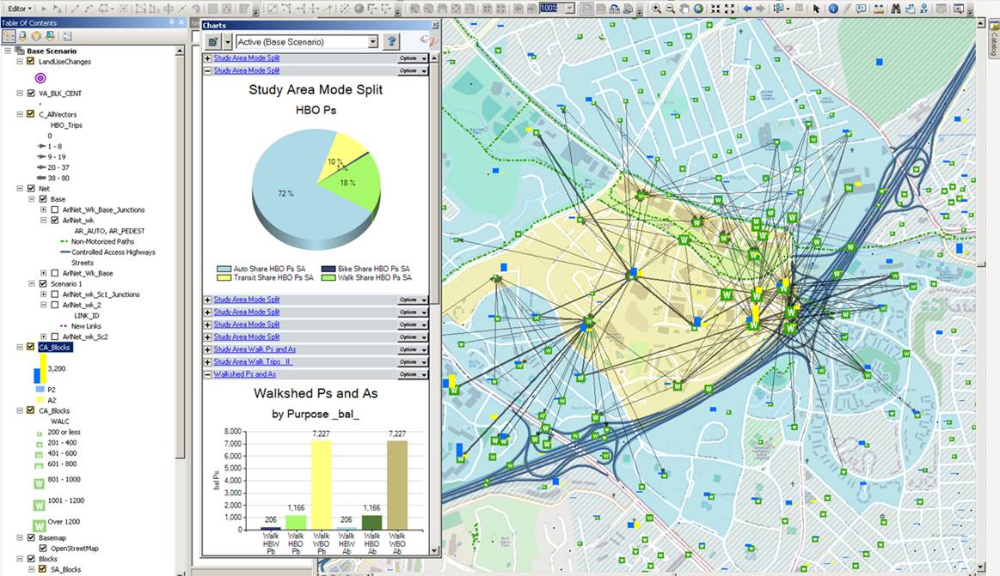 Editor
100%
Table Of Contents
Base Scenario
LandUseChanges
VA_BLK_CENT
C_AllVectors
HBO_Trips
0
1 - 8
9 - 19
20 - 37
38 - 80
Net
Base
ArlNet_Wk_Base_Junctions
ArlNet_wk
AR_AUTO, AR_PEDEST
Non-Motorized Paths
Controlled Access Highways
Streets
ArlNet_Wk_Base
Scenario 1
ArlNet_wk_Sc1_Junctions
ArlNet_wk_2
LINK_ID
New Links
ArlNet_wk_Sc2
CA_Blocks
3,200
P2
A2
CA_Blocks
WALC
200 or less
201 - 400
401 - 600
601 - 800
801 - 1000
1001 - 1200
Over 1200
Basemap
OpenStreetMap
Blocks
SA_Blocks
Charts
Active (Base Scenario)
Study Area Mode Split Options
Study Area Mode Split Options
Study Area Mode Split
HBO Ps
10 %
1 %
18 %
72 %
Auto Share HBO Ps SA Bike Share HBO Ps SA
Transit Share HBO Ps SA Walk Share HBO Ps SA
Study Area Mode Split Options
Study Area Mode Split Options
Study Area Mode Split Options
Study Area Mode Split Options
Study Area Walk Ps and As Options
Study Area Walk Trips _II_ Options
Walkshed Ps and As Options
Walkshed Ps and As
by Purpose _bal_
bal Ps
8,000
7,000
6,000
5,000
4,000
3,000
2,000
1,000
0
206 1,166 7,227 206 1,166 7,227
Walk HBW Pb
Walk HBO Pb
Walk WBO Pb
Walk HBW Ab
Walk HBO Ab
Walk WBO Ab
Catalog